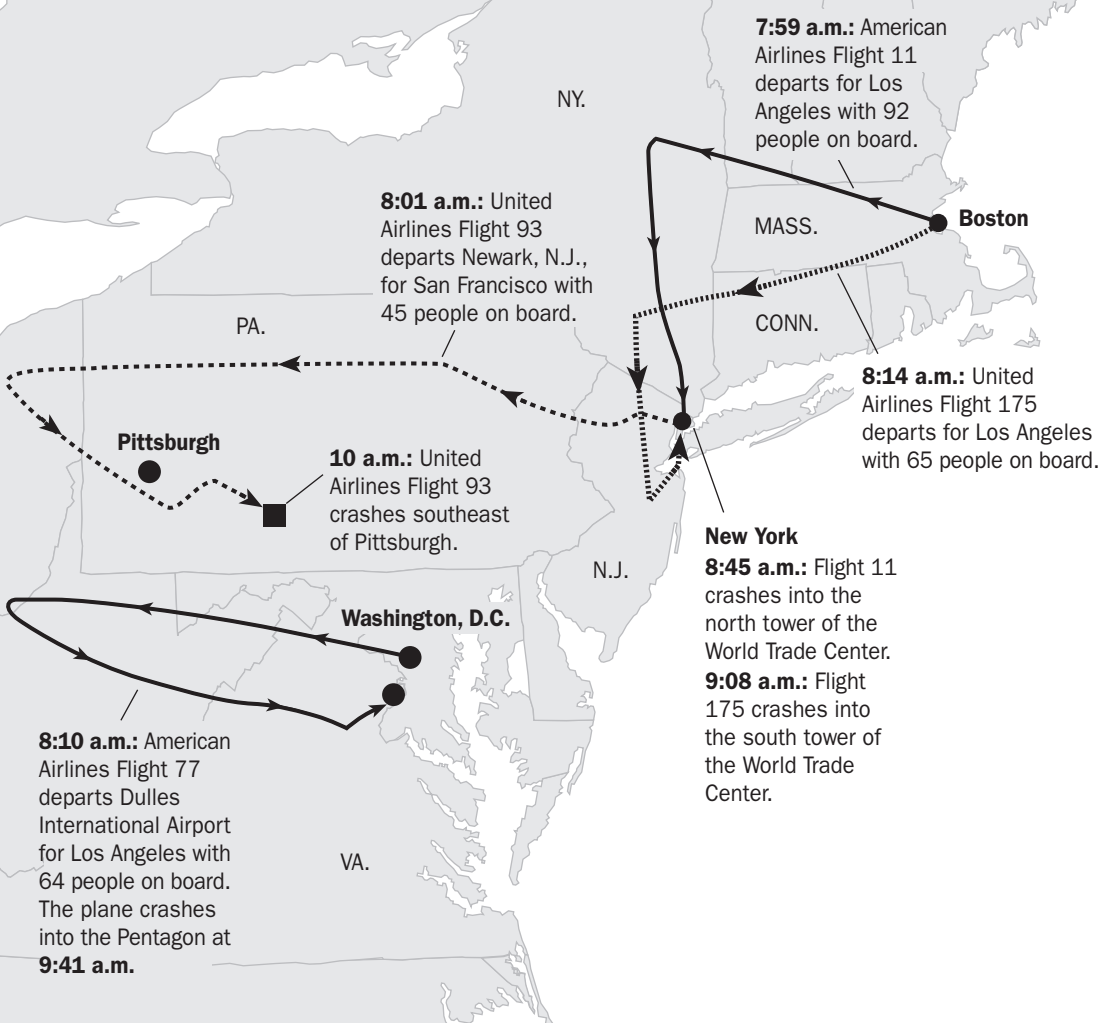 7:59 a.m.: American
Airlines Flight 11
departs for Los
Angeles with 92
people on board.
NY.
8:01 a.m.: United
Airlines Flight 93
departs Newark, N.J.,
for San Francisco with
45 people on board.
MASS.
Boston
PA.
CONN.
8:14 a.m.: United
Airlines Flight 175
departs for Los Angeles
with 65 people on board.
Pittsburgh
10 a.m.: United
Airlines Flight 93
crashes southeast
of Pittsburgh.
New York
8:45 a.m.: Flight 11
crashes into the
north tower of the
World Trade Center.
9:08 a.m.: Flight
175 crashes into
the south tower of
the World Trade
Center.
N.J.
Washington, D.C.
8:10 a.m.: American
Airlines Flight 77
departs Dulles
International Airport
for Los Angeles with
64 people on board.
The plane crashes
into the Pentagon at
9:41 a.m.
VA.